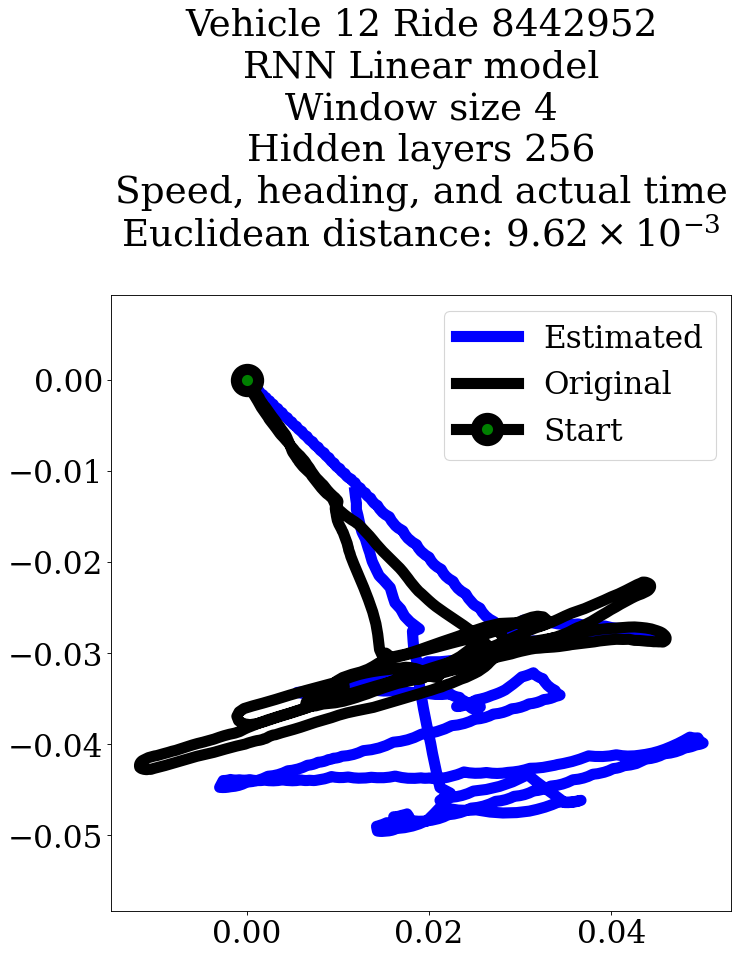 Vehicle 12 Ride 8442952
RNN Linear model
Window size 4
Hidden layers 256
Speed, heading, and actual time
Euclidean distance: 9.62 × 10⁻³
Estimated
Original
Start
0.00
−0.01
−0.02
−0.03
−0.04
−0.05
0.00 0.02 0.04